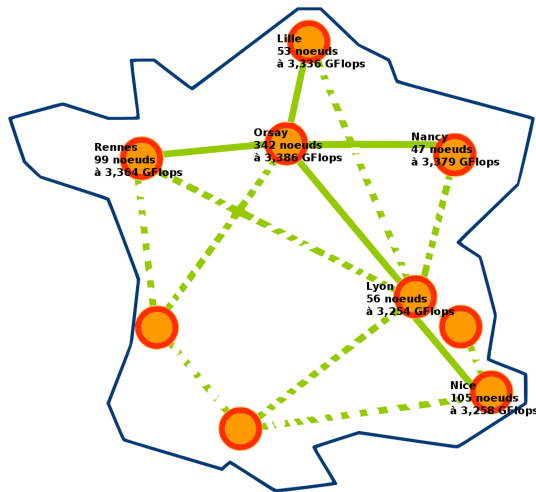 Lille
53 noeuds
à 3,336 GFlops
Orsay
342 noeuds
à 3,386 GFlops
Nancy
47 noeuds
à 3,379 GFlops
Rennes
99 noeuds
à 3,364 GFlops
Lyon
56 noeuds
à 3,254 GFlops
Nice
105 noeuds
à 3,258 GFlops